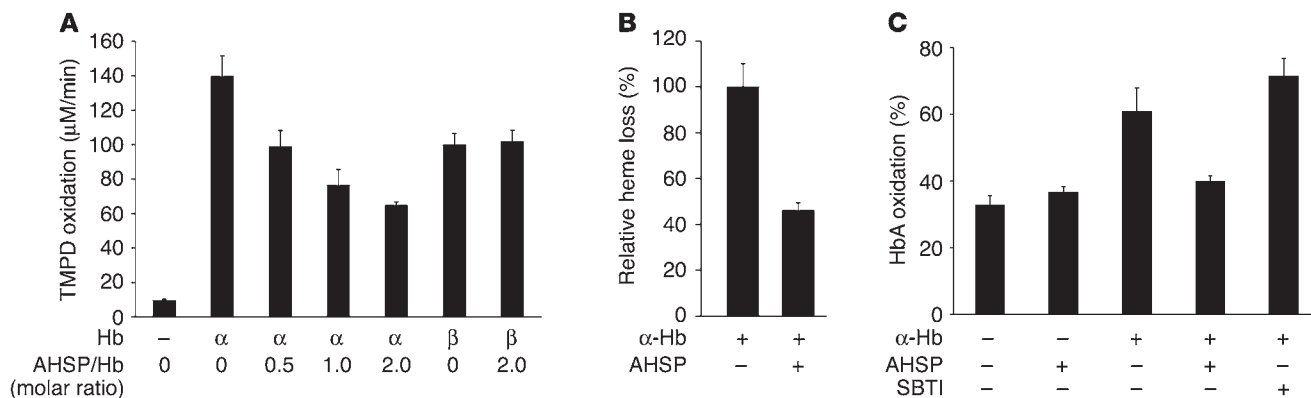 A
TMPD oxidation (μM/min)
160
140
120
100
80
60
40
20
0
Hb – α α α α β β
AHSP/Hb 0 0 0.5 1.0 2.0 0 2.0
(molar ratio)
B
Relative heme loss (%)
120
100
80
60
40
20
0
α-Hb + +
AHSP – +
C
HbA oxidation (%)
80
60
40
20
0
α-Hb – – + + +
AHSP – + – + –
SBTI – – – – +